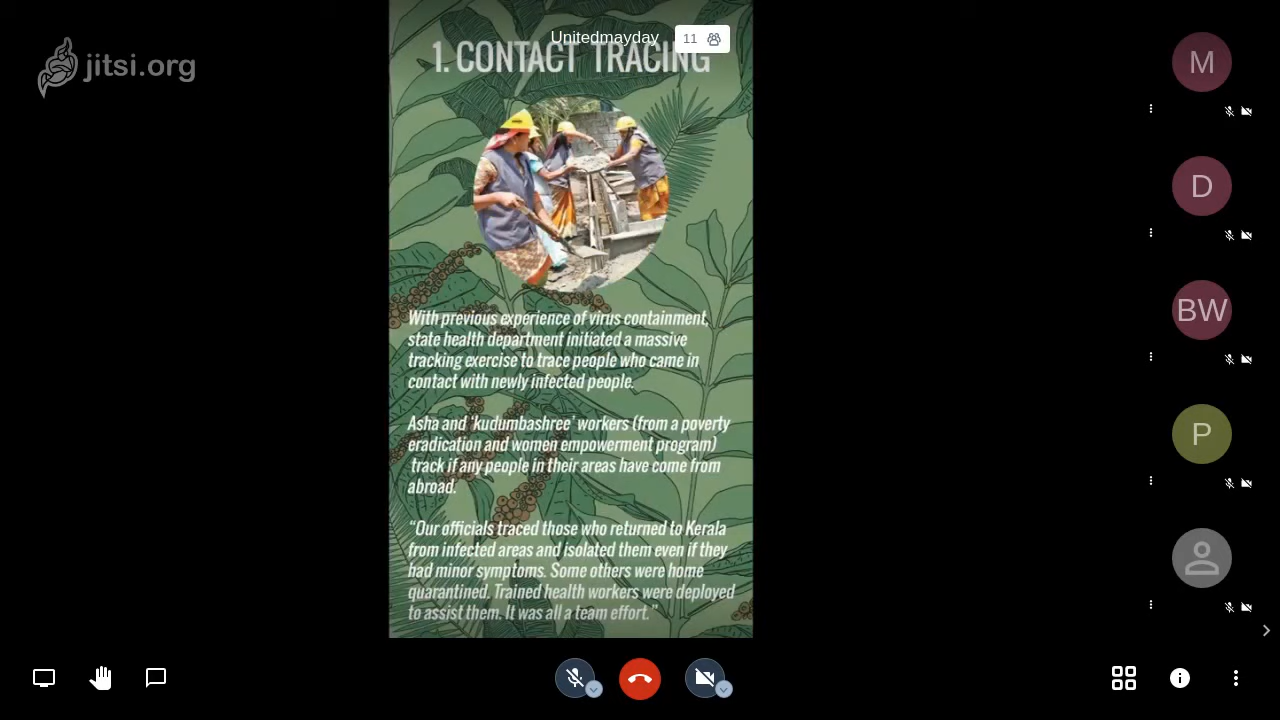 jitsi.org
Unitedmayday
11
1. CONTACT TRACING
With previous experience of virus containment,
state health department initiated a massive
tracking exercise to trace people who came in
contact with newly infected people.
Asha and 'kudumbashree' workers (from a poverty
eradication and women empowerment program)
track if any people in their areas have come from
abroad.
"Our officials traced those who returned to Kerala
from infected areas and isolated them even if they
had minor symptoms. Some others were home
quarantined. Trained health workers were deployed
to assist them. It was all a team effort."
M
D
BW
P